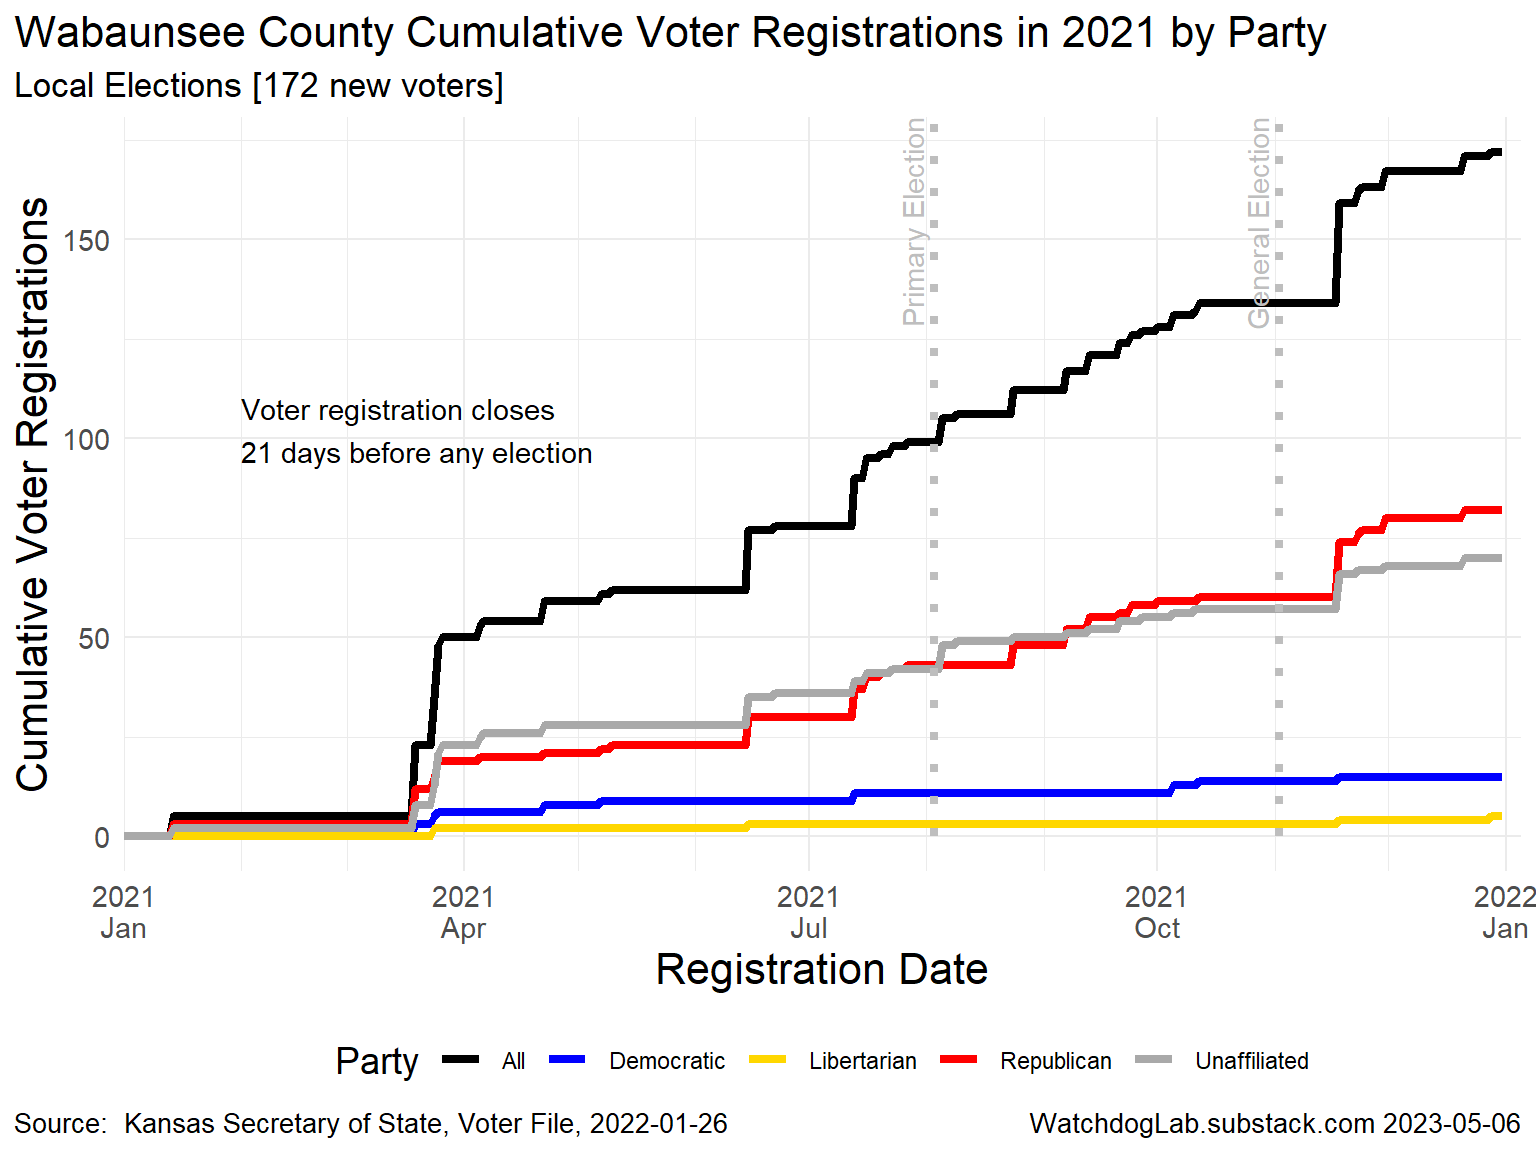 Wabaunsee County Cumulative Voter Registrations in 2021 by Party
Local Elections [172 new voters]
Cumulative Voter Registrations
150
100
50
0
Primary Election
General Election
Voter registration closes
21 days before any election
2021 2021 2021 2021 2022
Jan Apr Jul Oct Jan
Registration Date
Party All Democratic Libertarian Republican Unaffiliated
Source: Kansas Secretary of State, Voter File, 2022-01-26
WatchdogLab.substack.com 2023-05-06